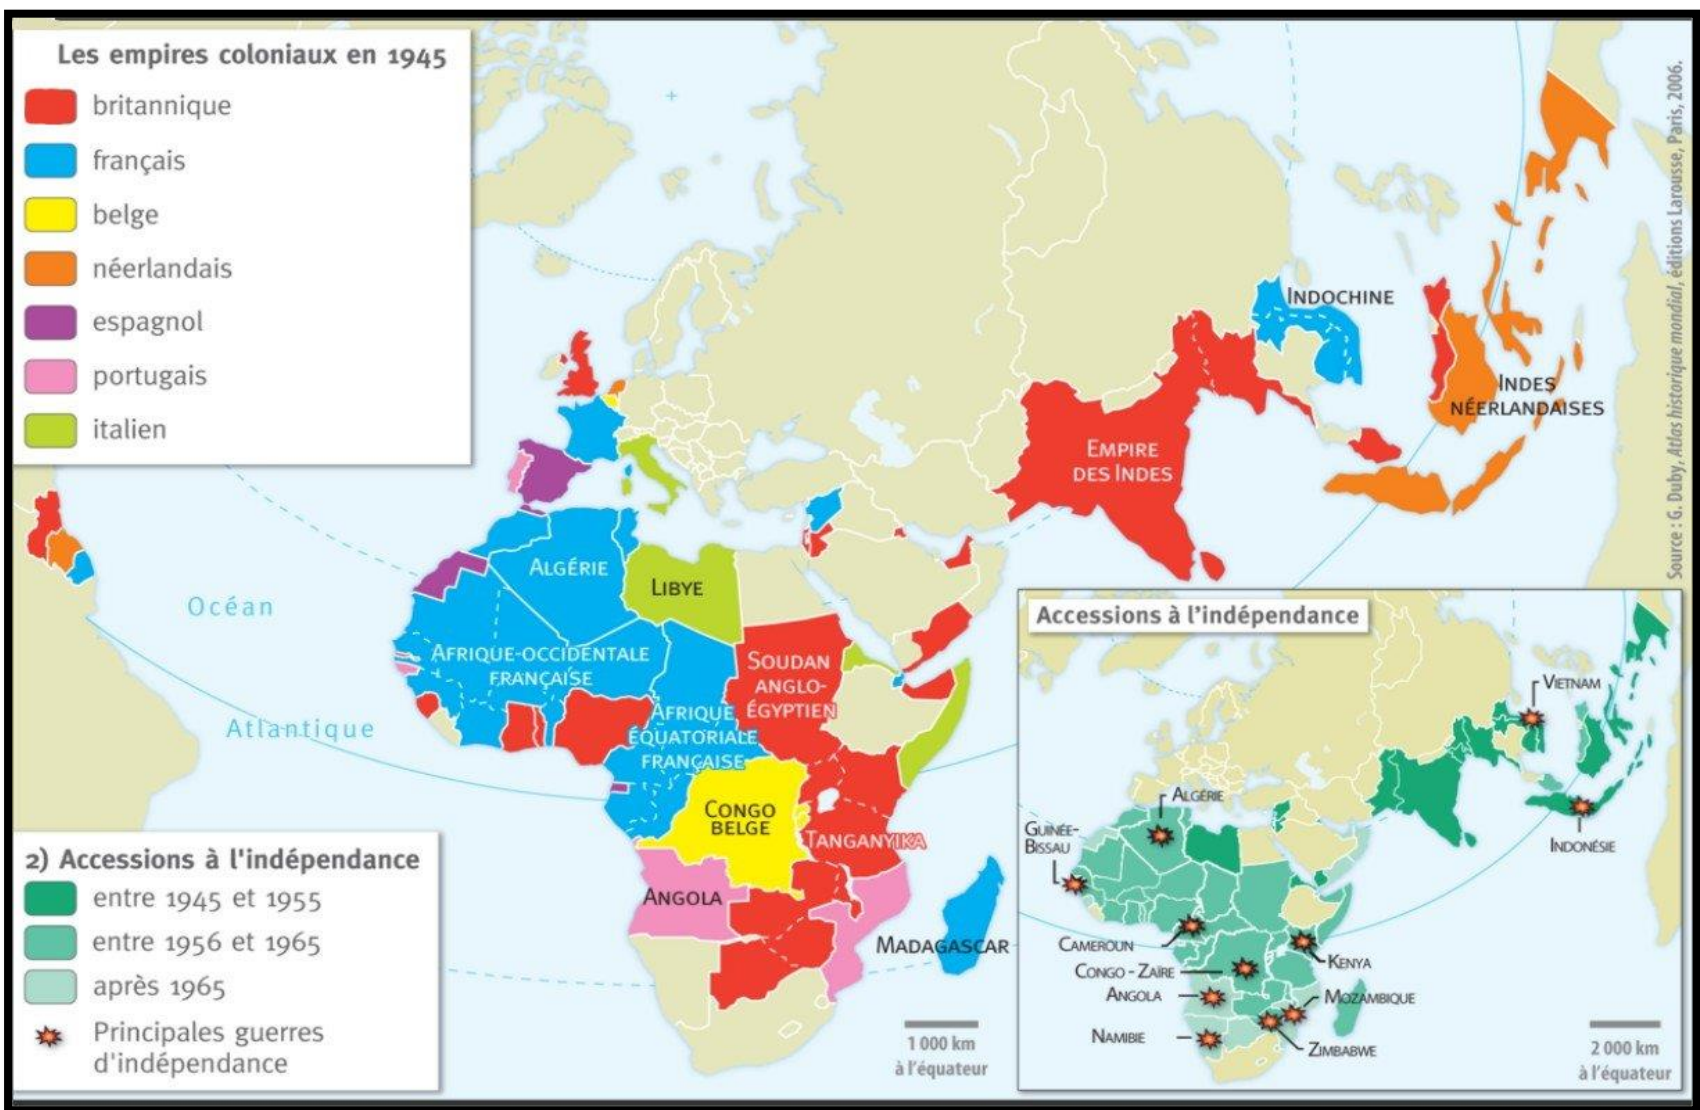 Les empires coloniaux en 1945
britannique
français
belge
néerlandais
espagnol
portugais
italien
Océan
Atlantique
ALGÉRIE
LIBYE
AFRIQUE-OCCIDENTALE
FRANÇAISE
SOUDAN
ANGLO-
ÉGYPTIEN
AFRIQUE
ÉQUATORIALE
FRANÇAISE
CONGO
BELGE
TANGANYIKA
ANGOLA
MADAGASCAR
EMPIRE
DES INDES
INDOCHINE
INDES
NÉERLANDAISES
1 000 km
à l'équateur
Source : G. Duby, Atlas historique mondial, éditions Larousse, Paris, 2006.
2) Accessions à l'indépendance
entre 1945 et 1955
entre 1956 et 1965
après 1965
Principales guerres
d'indépendance
Accessions à l'indépendance
VIETNAM
ALGÉRIE
GUINÉE-
BISSAU
INDONÉSIE
CAMEROUN
KENYA
CONGO - ZAÏRE
ANGOLA
MOZAMBIQUE
NAMIBIE
ZIMBABWE
2 000 km
à l'équateur